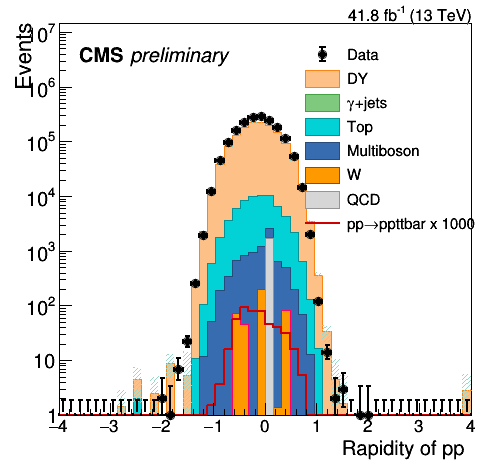 41.8 fb⁻¹ (13 TeV)
Events
CMS preliminary
Data
DY
γ+jets
Top
Multiboson
W
QCD
pp→ppttbar x 1000
10⁷
10⁶
10⁵
10⁴
10³
10²
10
1
−4 −3 −2 −1 0 1 2 3 4
Rapidity of pp